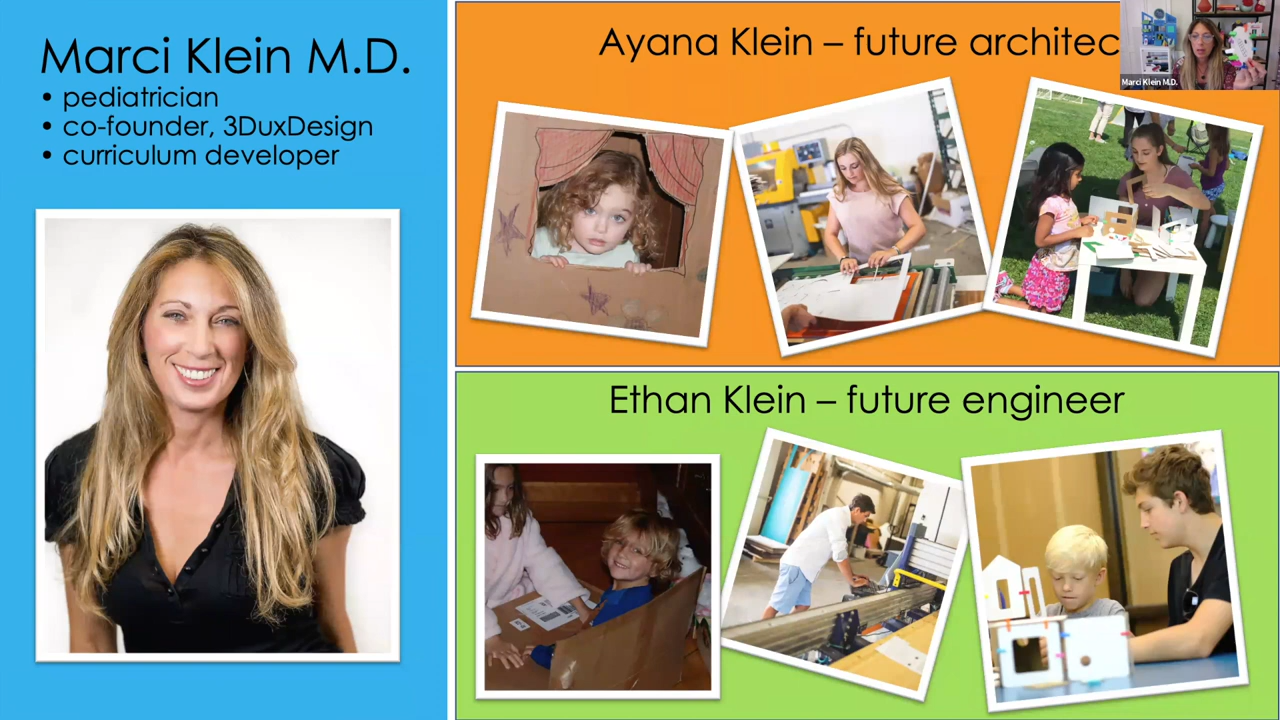 Marci Klein M.D.
• pediatrician
• co-founder, 3DuxDesign
• curriculum developer
Ayana Klein – future architec
Marci Klein M.D.
Ethan Klein – future engineer